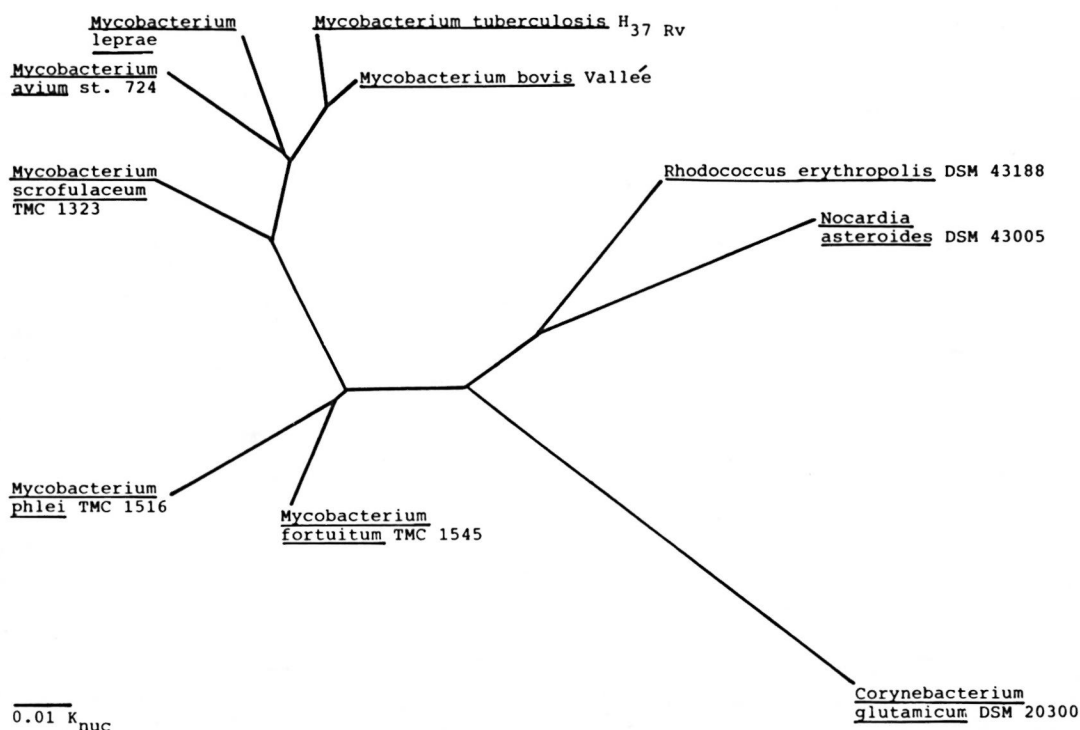 Mycobacterium
leprae
Mycobacterium tuberculosis H37 Rv
Mycobacterium
avium st. 724
Mycobacterium bovis Valleé
Mycobacterium
scrofulaceum
TMC 1323
Rhodococcus erythropolis DSM 43188
Nocardia
asteroides DSM 43005
Mycobacterium
phlei TMC 1516
Mycobacterium
fortuitum TMC 1545
Corynebacterium
glutamicum DSM 20300
0.01 Knuc